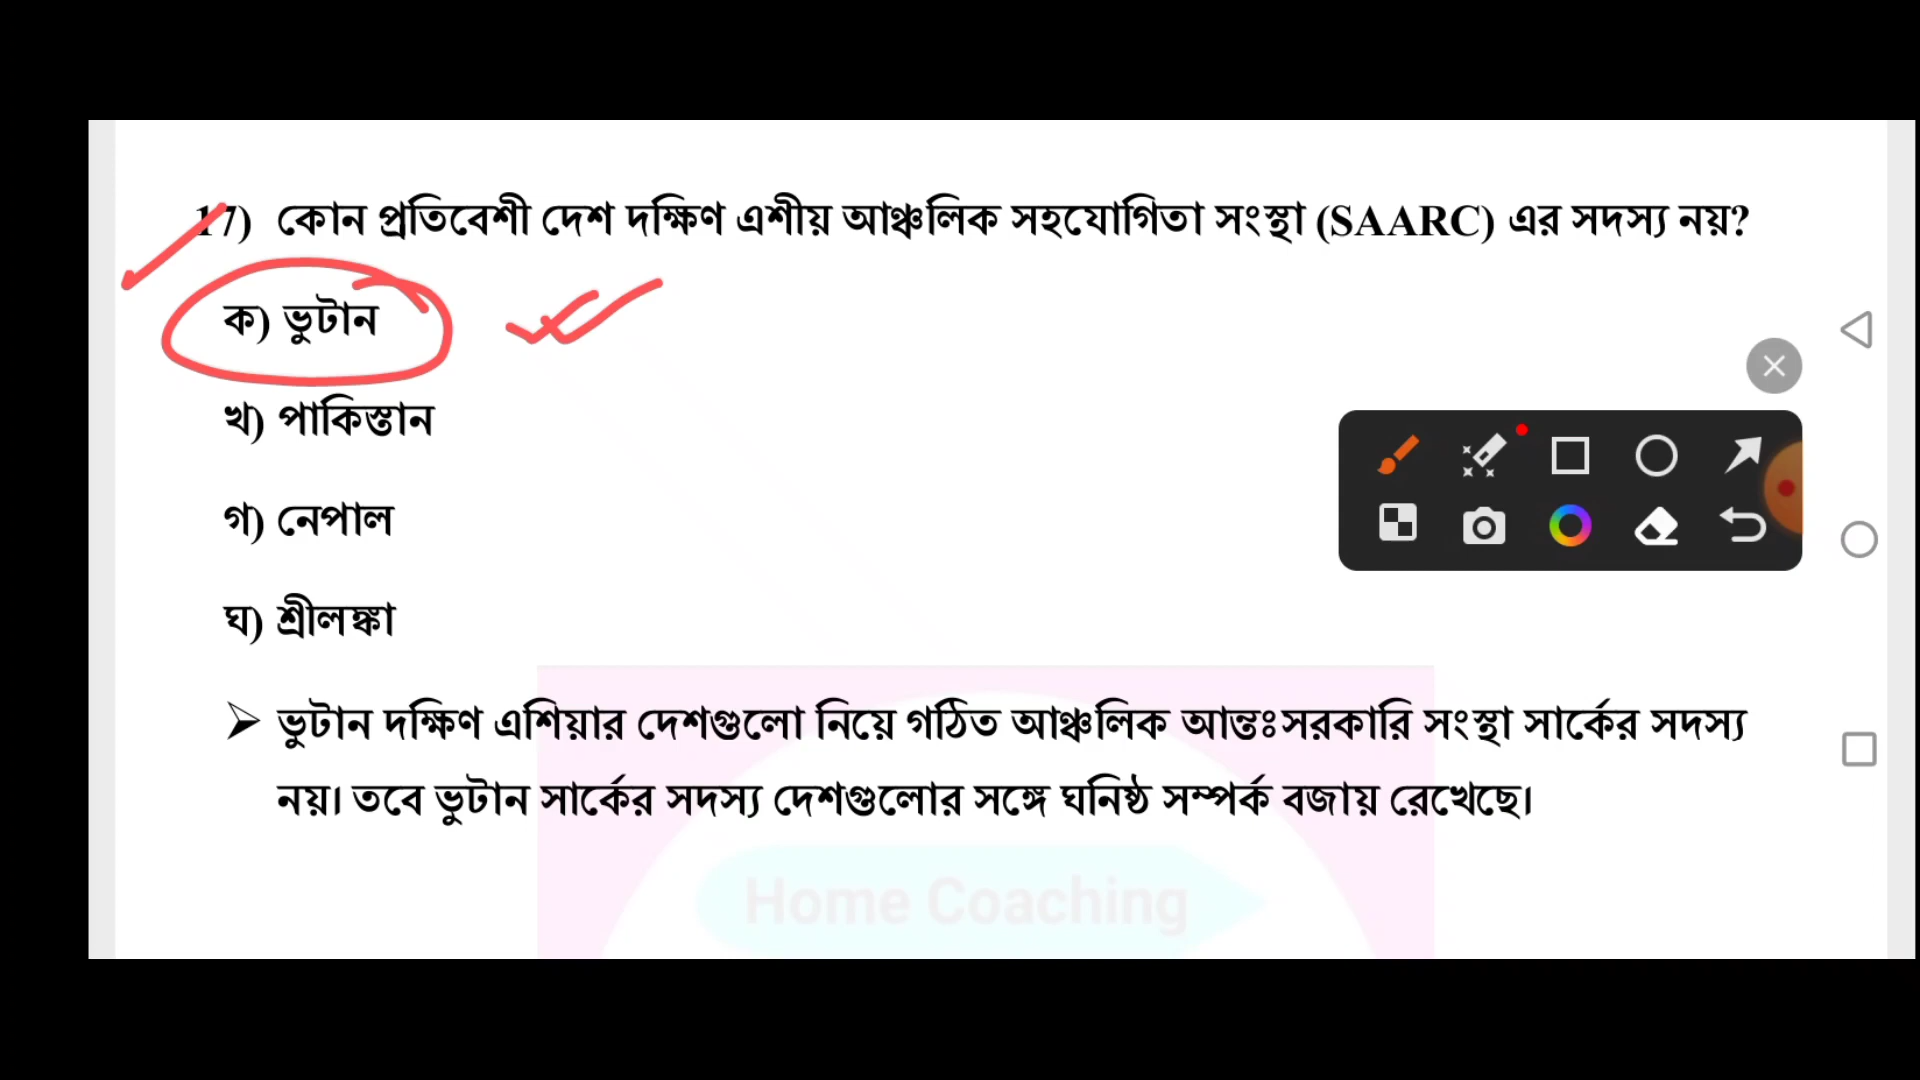 17) কোন প্রতিবেশী দেশ দক্ষিণ এশীয় আঞ্চলিক সহযোগিতা সংস্থা (SAARC) এর সদস্য নয়?
ক) ভুটান
খ) পাকিস্তান
গ) নেপাল
ঘ) শ্রীলঙ্কা
➢ ভুটান দক্ষিণ এশিয়ার দেশগুলো নিয়ে গঠিত আঞ্চলিক আন্তঃসরকারি সংস্থা সার্কের সদস্য
নয়। তবে ভুটান সার্কের সদস্য দেশগুলোর সঙ্গে ঘনিষ্ঠ সম্পর্ক বজায় রেখেছে।
Home Coaching